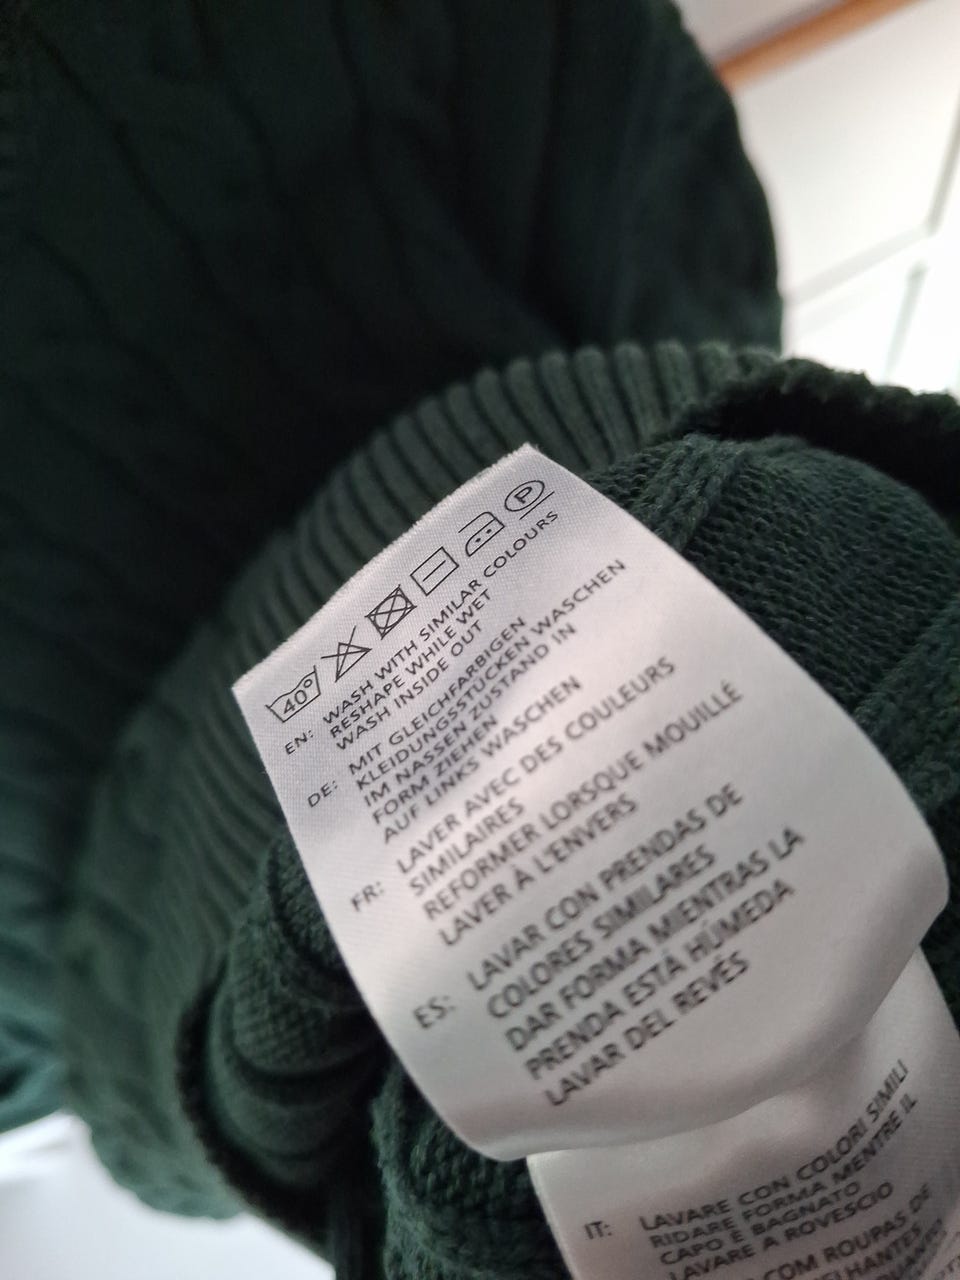 40°
P
EN: WASH WITH SIMILAR COLOURS
RESHAPE WHILE WET
WASH INSIDE OUT
DE: MIT GLEICHFARBIGEN
KLEIDUNGSSTÜCKEN WASCHEN
IM NASSEN ZUSTAND IN
FORM ZIEHEN
AUF LINKS WASCHEN
FR: LAVER AVEC DES COULEURS
SIMILAIRES
REFORMER LORSQUE MOUILLÉ
LAVER À L'ENVERS
ES: LAVAR CON PRENDAS DE
COLORES SIMILARES
DAR FORMA MIENTRAS LA
PRENDA ESTÁ HÚMEDA
LAVAR DEL REVÉS
IT: LAVARE CON COLORI SIMILI
RIDARE FORMA MENTRE IL
CAPO È BAGNATO
LAVARE A ROVESCIO
COM ROUPAS DE